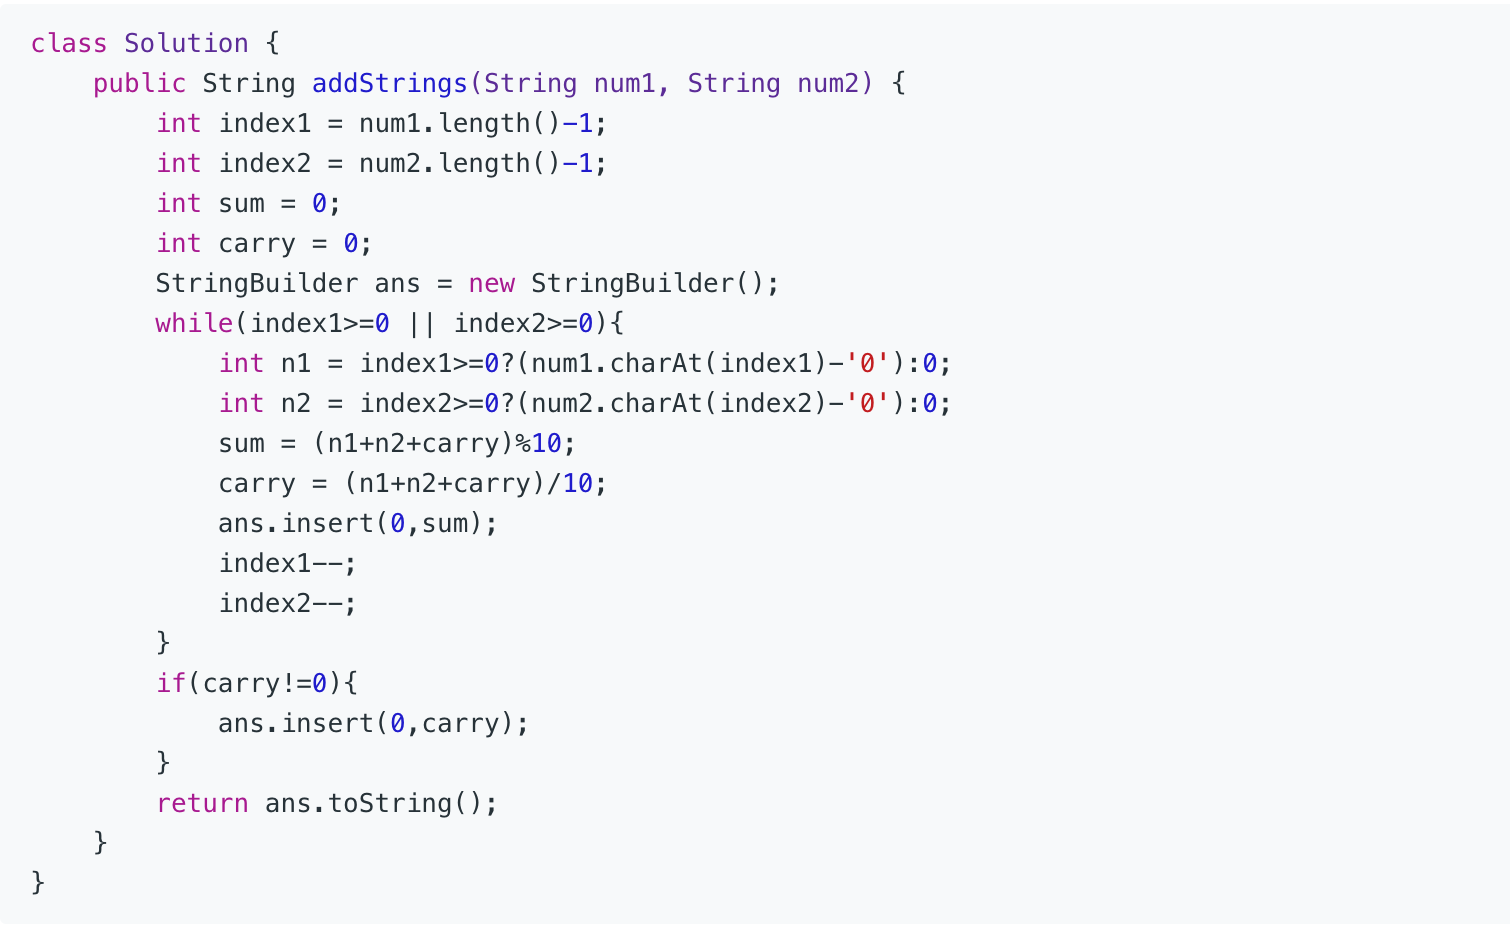 class Solution {
    public String addStrings(String num1, String num2) {
        int index1 = num1.length()-1;
        int index2 = num2.length()-1;
        int sum = 0;
        int carry = 0;
        StringBuilder ans = new StringBuilder();
        while(index1>=0 || index2>=0){
            int n1 = index1>=0?(num1.charAt(index1)-'0'):0;
            int n2 = index2>=0?(num2.charAt(index2)-'0'):0;
            sum = (n1+n2+carry)%10;
            carry = (n1+n2+carry)/10;
            ans.insert(0,sum);
            index1--;
            index2--;
        }
        if(carry!=0){
            ans.insert(0,carry);
        }
        return ans.toString();
    }
}